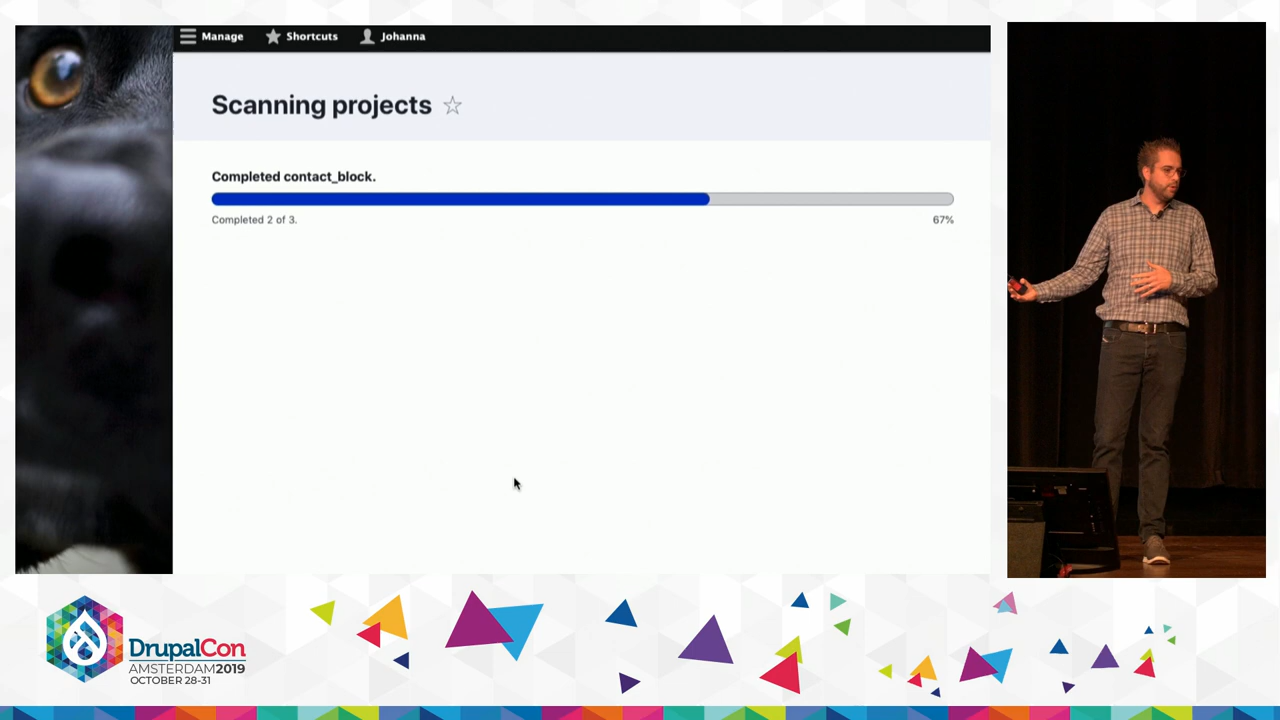 Manage
Shortcuts
Johanna
Scanning projects
Completed contact_block.
Completed 2 of 3.
67%
DrupalCon
AMSTERDAM2019
OCTOBER 28-31